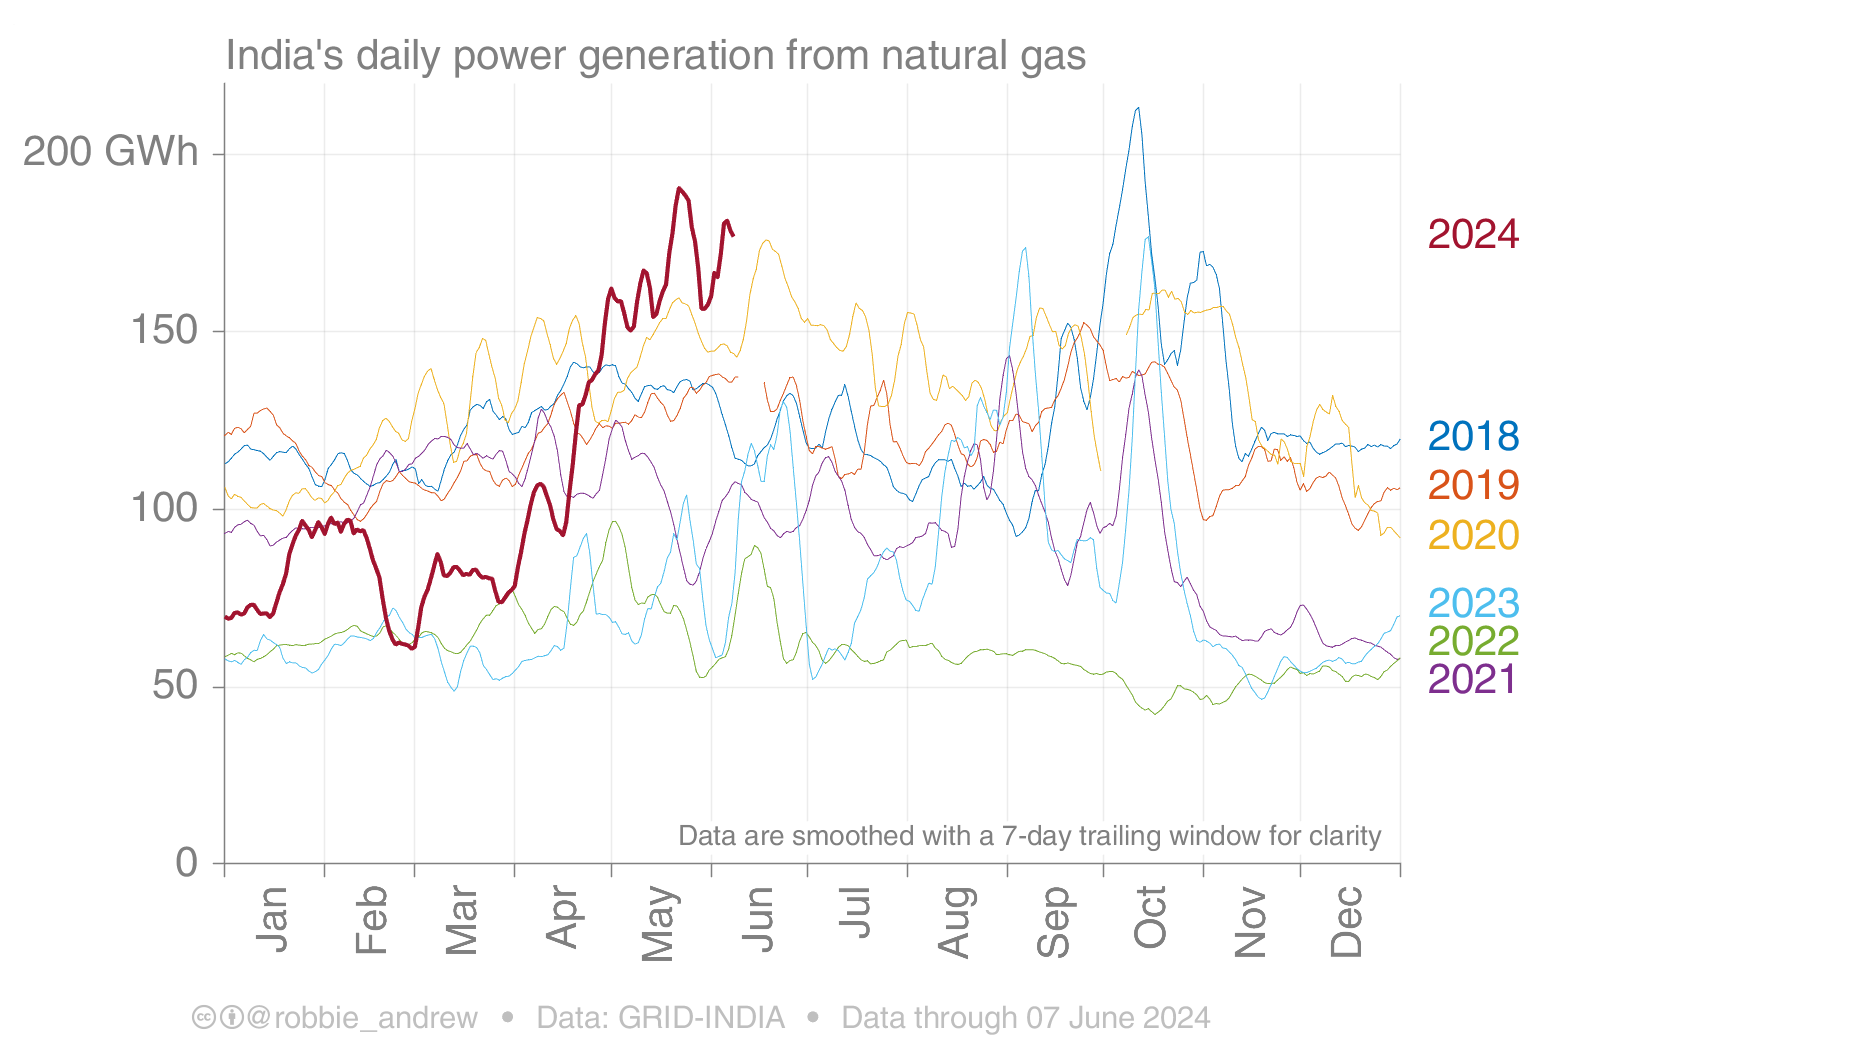 India's daily power generation from natural gas
200 GWh
150
100
50
0
2024
2018
2019
2020
2023
2022
2021
Data are smoothed with a 7-day trailing window for clarity
Jan Feb Mar Apr May Jun Jul Aug Sep Oct Nov Dec
@robbie_andrew • Data: GRID-INDIA • Data through 07 June 2024